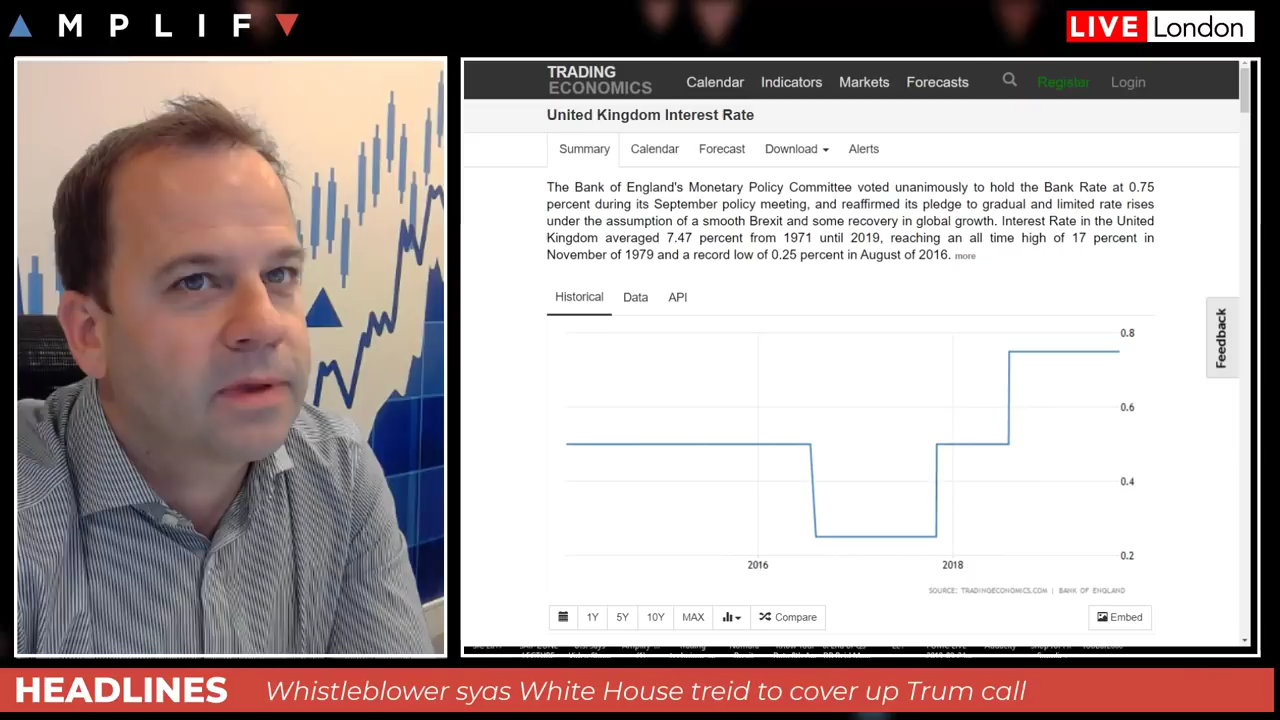 MPLIF
LIVE London
TRADING
ECONOMICS
Calendar Indicators Markets Forecasts Register Login
United Kingdom Interest Rate
Summary Calendar Forecast Download Alerts
The Bank of England's Monetary Policy Committee voted unanimously to hold the Bank Rate at 0.75
percent during its September policy meeting, and reaffirmed its pledge to gradual and limited rate rises
under the assumption of a smooth Brexit and some recovery in global growth. Interest Rate in the United
Kingdom averaged 7.47 percent from 1971 until 2019, reaching an all time high of 17 percent in
November of 1979 and a record low of 0.25 percent in August of 2016. more
Historical Data API
0.8
0.6
0.4
0.2
2016 2018
SOURCE: TRADINGECONOMICS.COM | BANK OF ENGLAND
1Y 5Y 10Y MAX Compare Embed
Feedback
HEADLINES Whistleblower syas White House treid to cover up Trum call